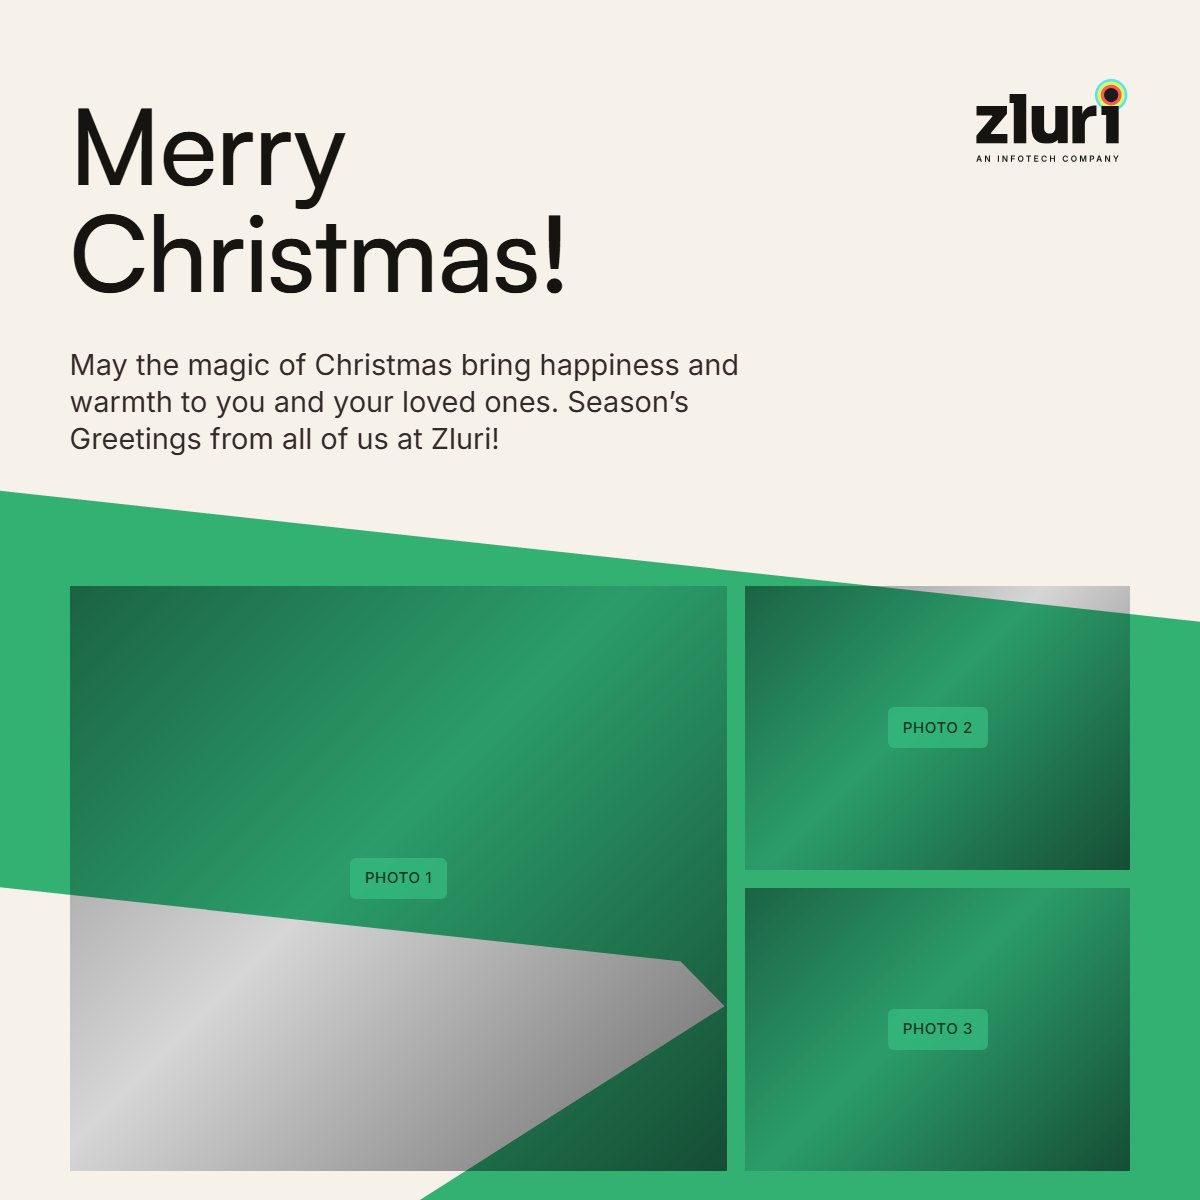 Merry
Christmas!
zluri
AN INFOTECH COMPANY
May the magic of Christmas bring happiness and
warmth to you and your loved ones. Season’s
Greetings from all of us at Zluri!
PHOTO 1
PHOTO 2
PHOTO 3